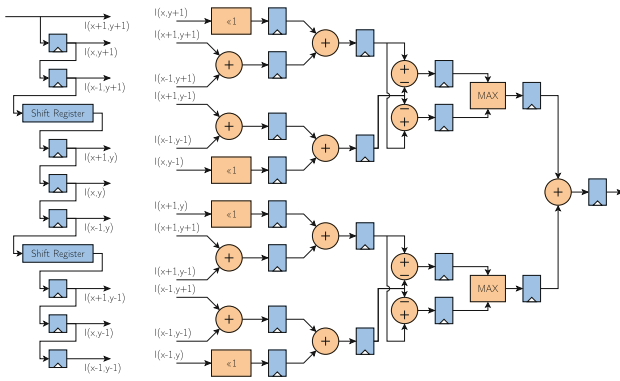 I(x+1,y+1)
I(x,y+1)
I(x-1,y+1)
Shift Register
I(x+1,y)
I(x,y)
I(x-1,y)
Shift Register
I(x+1,y-1)
I(x,y-1)
I(x-1,y-1)
I(x,y+1)
«1
I(x+1,y+1)
+
+
I(x-1,y+1)
I(x+1,y-1)
+
+
I(x-1,y-1)
I(x,y-1)
«1
+
−
−
+
MAX
+
I(x,y)
«1
I(x+1,y+1)
+
+
I(x+1,y-1)
I(x-1,y+1)
+
+
I(x-1,y-1)
I(x-1,y)
«1
+
−
−
+
MAX